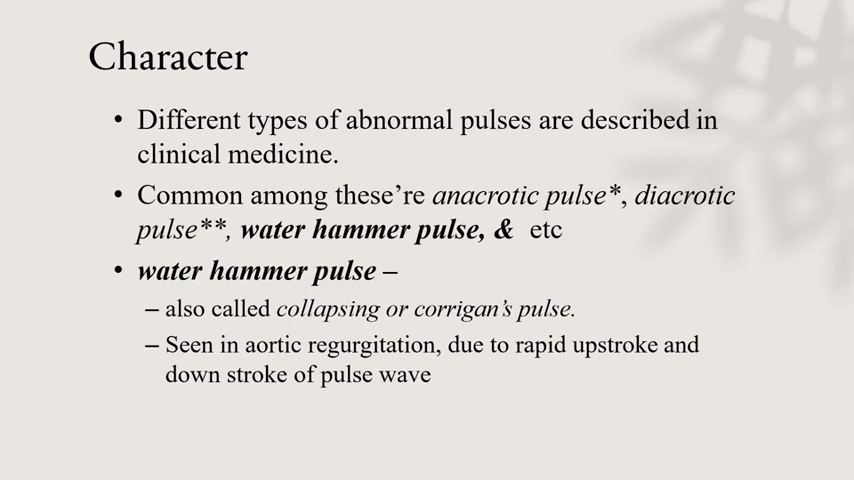 Character
• Different types of abnormal pulses are described in
clinical medicine.
• Common among these’re anacrotic pulse*, diacrotic
pulse**, water hammer pulse, & etc
• water hammer pulse –
– also called collapsing or corrigan’s pulse.
– Seen in aortic regurgitation, due to rapid upstroke and
down stroke of pulse wave